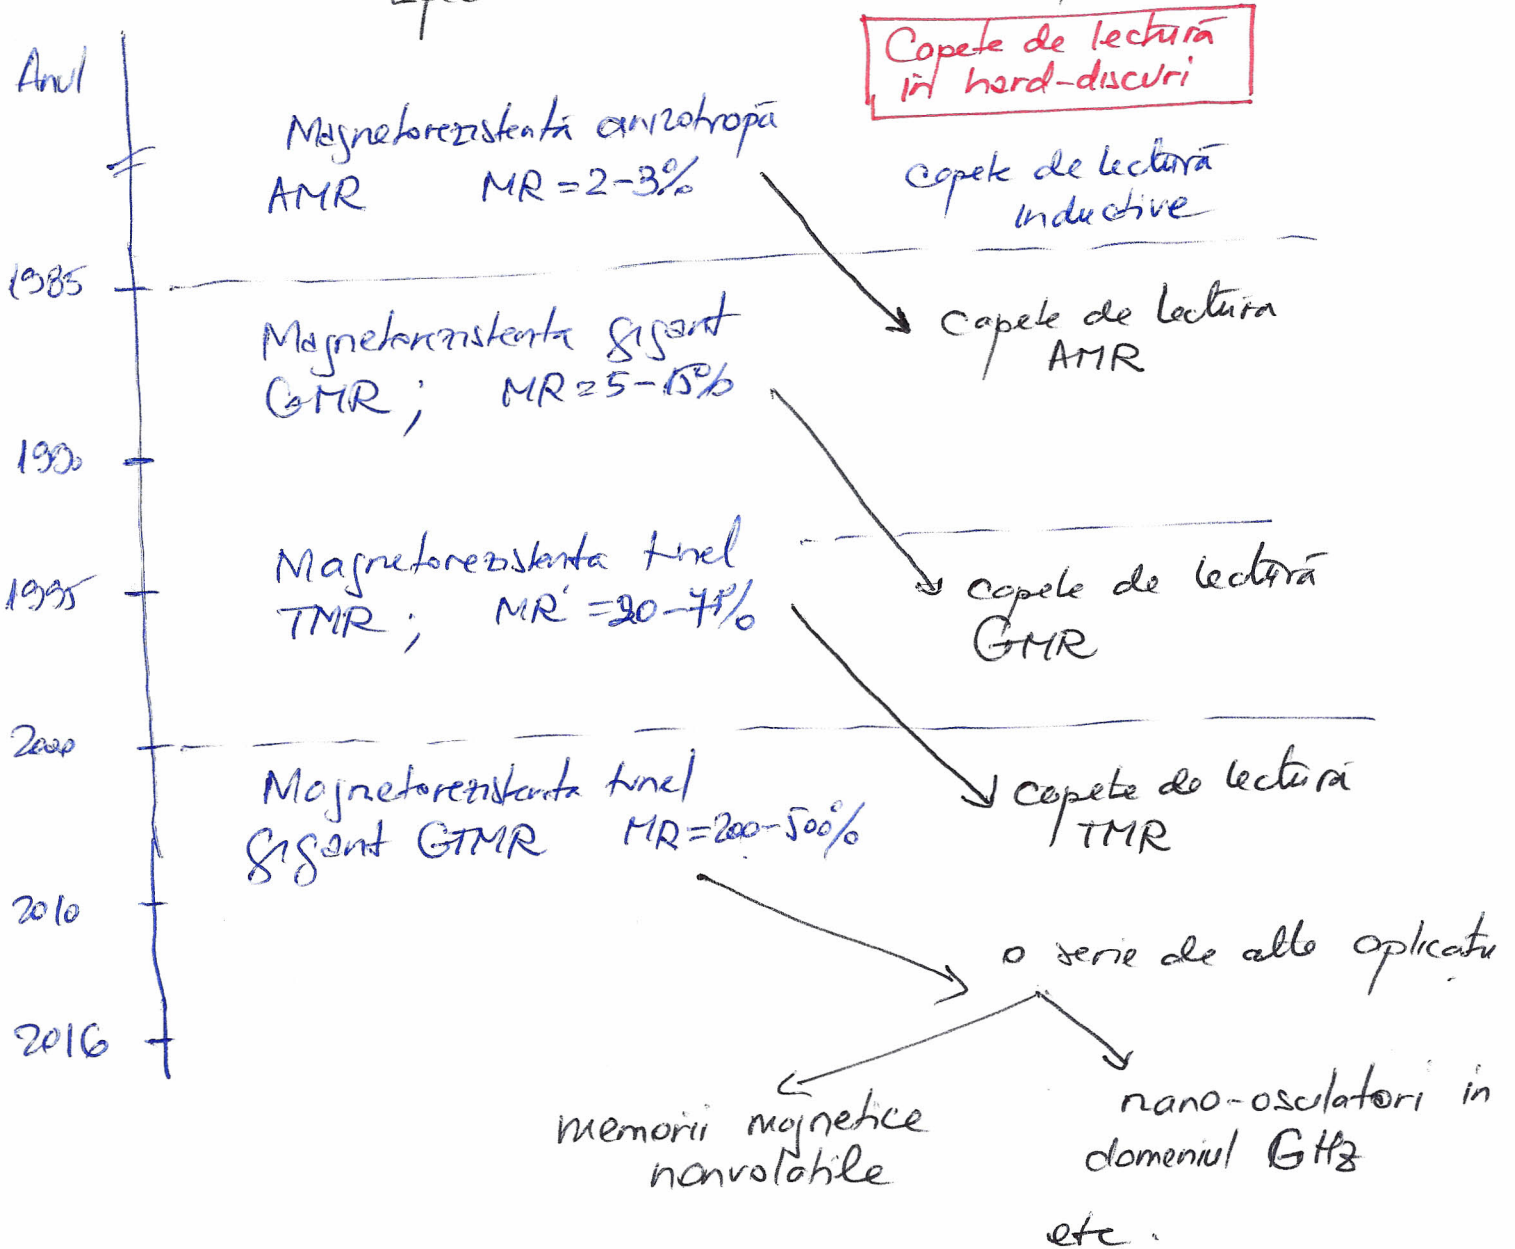 Capete de lectură
în hard-discuri
Anul
Magnetorezistentă anizotropă
AMR MR = 2-3%
capete de lectură
inductive
1985
Magnetorezistenta gigant
GMR ; MR = 5-15%
Capete de lectura
AMR
1990
Magnetorezistenta tunel
TMR ; MR = 20-71%
1995
capete de lectură
GMR
2000
Magnetorezistenta tunel
gigant GTMR MR = 200-500%
capete de lectură
TMR
2010
o serie de alte aplicatii
2016
memorii magnetice
nonvolatile
nano-oscilatori in
domeniul GHz
etc.